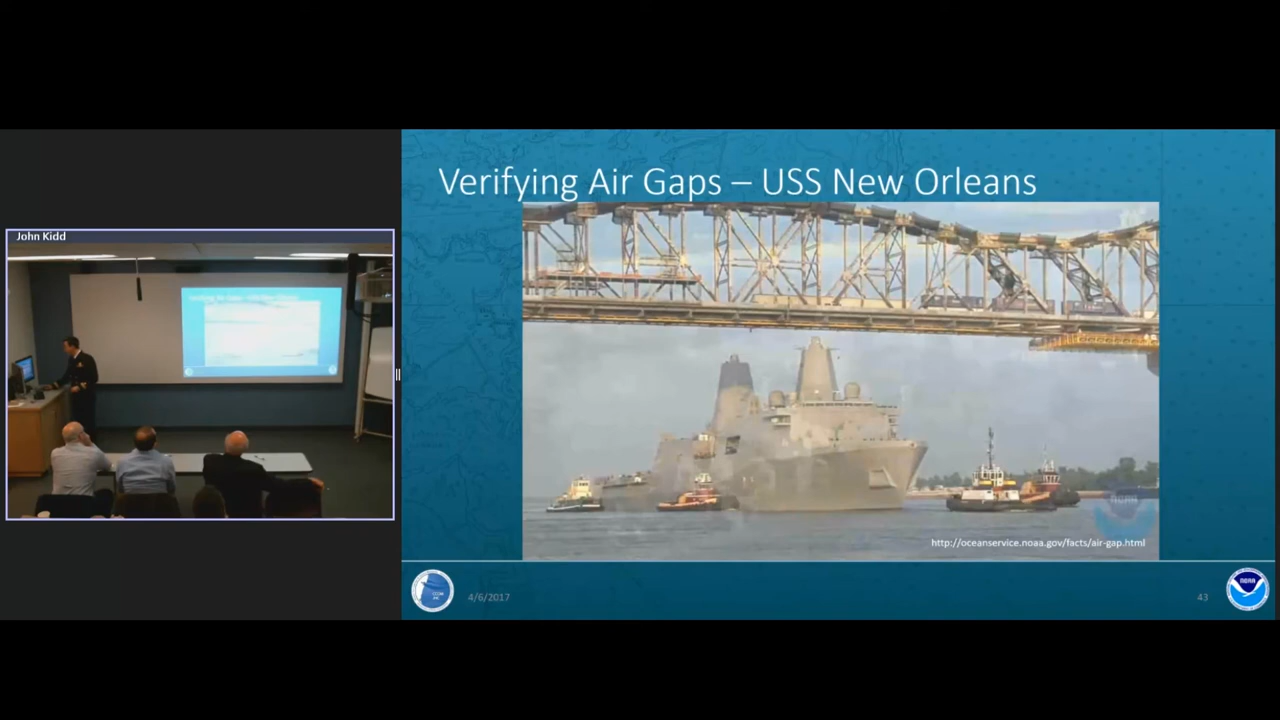 John Kidd
Verifying Air Gaps – USS New Orleans
http://oceanservice.noaa.gov/facts/air-gap.html
4/6/2017
43
NOAA